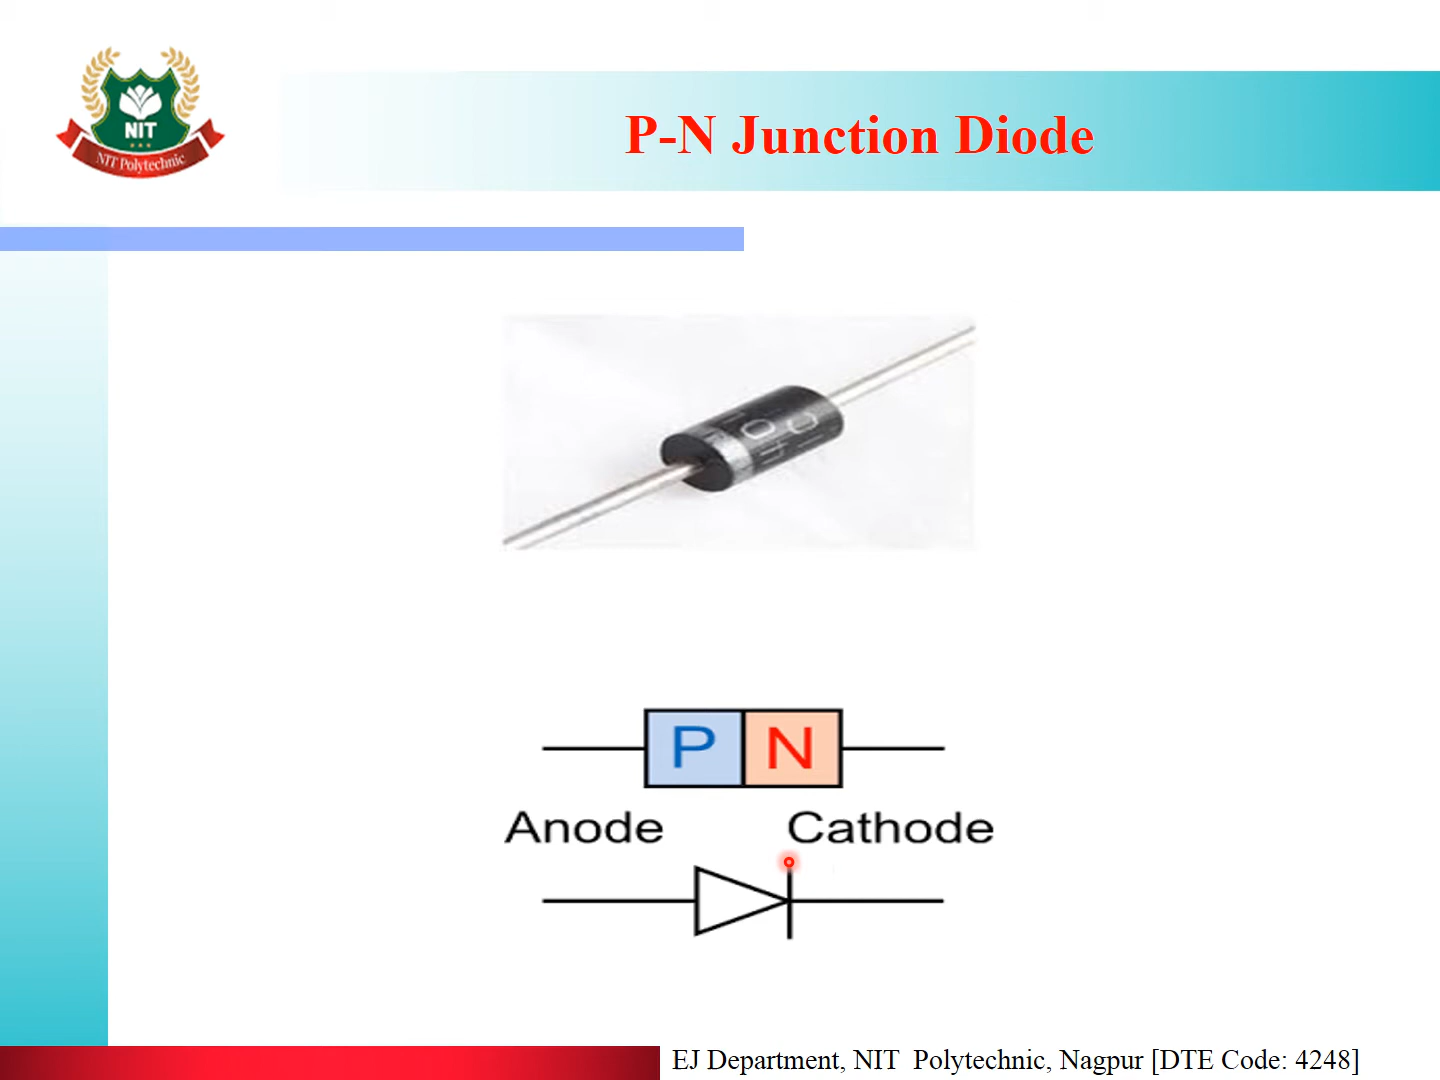 NIT
NIT Polytechnic
P-N Junction Diode
P N
Anode Cathode
EJ Department, NIT Polytechnic, Nagpur [DTE Code: 4248]